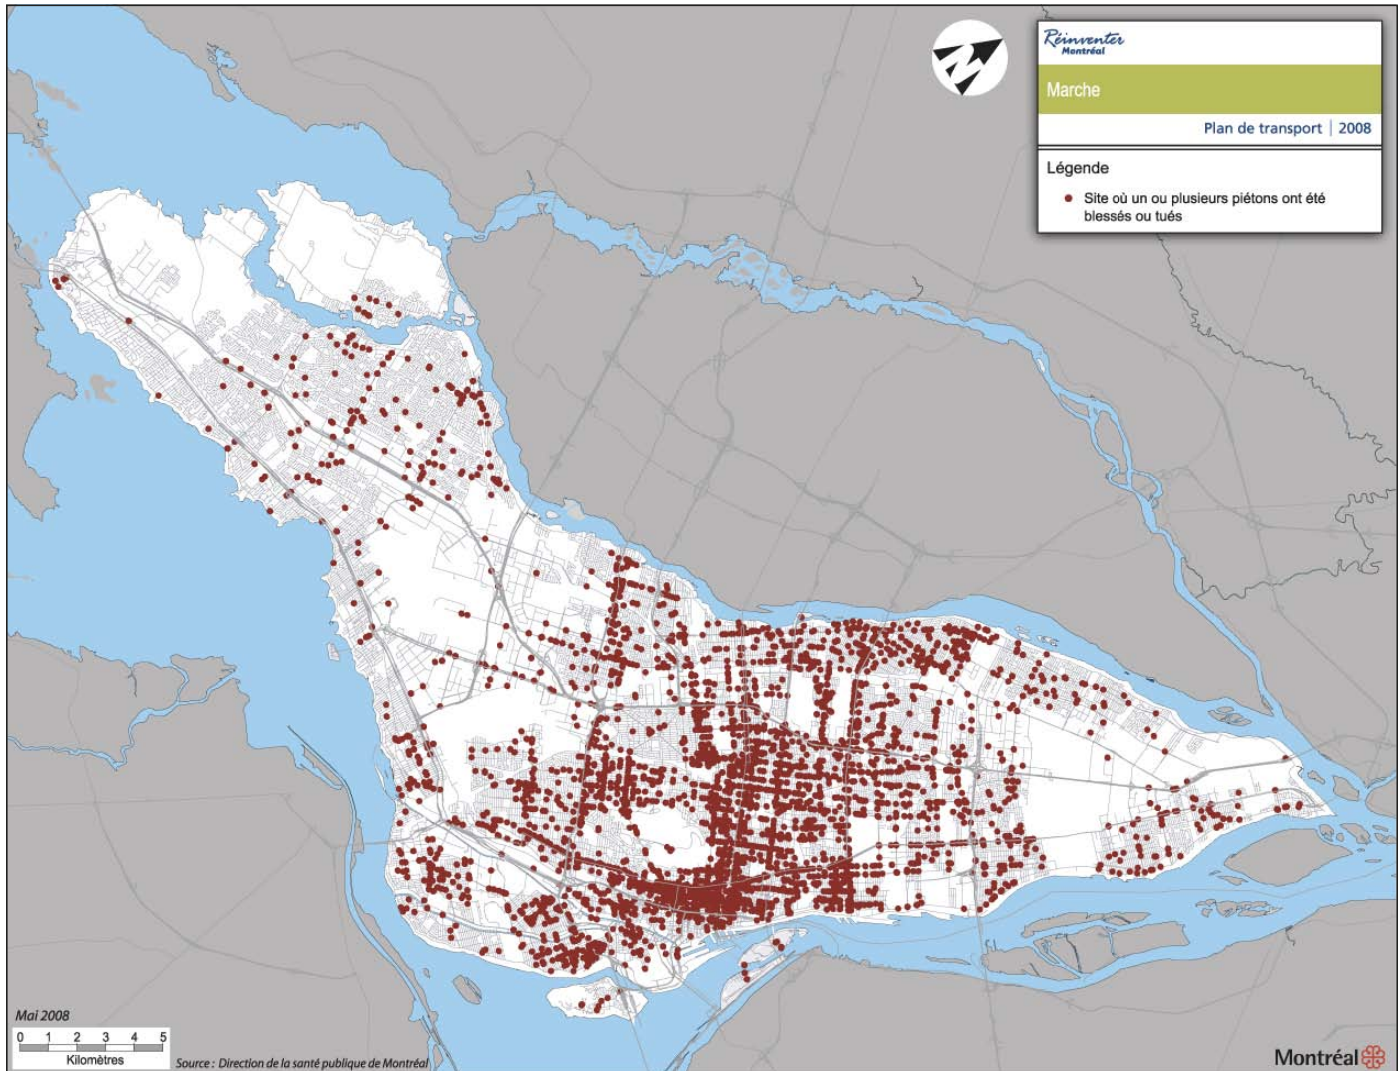 Réinventer
Montréal
Marche
Plan de transport | 2008
Légende
Site où un ou plusieurs piétons ont été
blessés ou tués
Mai 2008
0 1 2 3 4 5
Kilomètres
Source : Direction de la santé publique de Montréal
Montréal